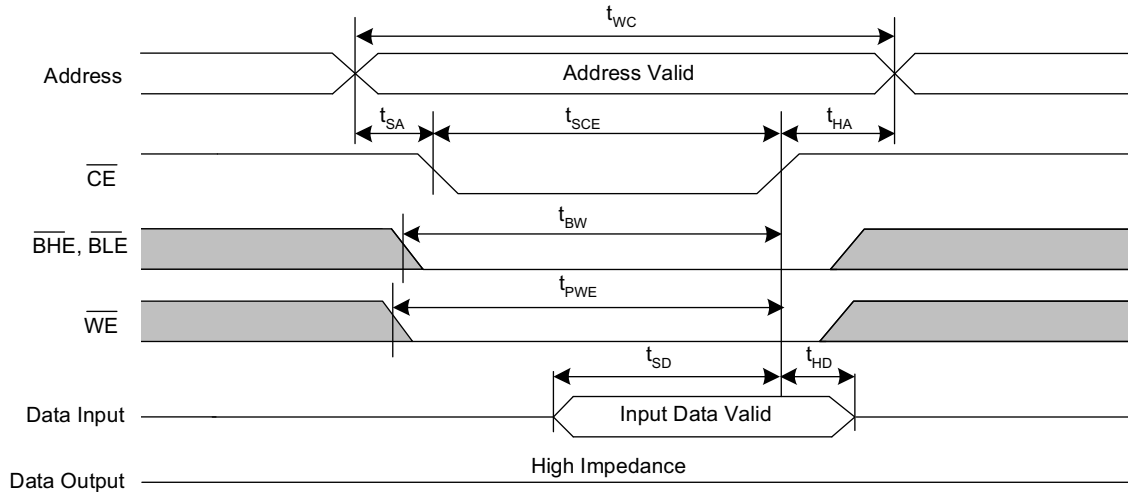 tWC
Address
Address Valid
tSA
tSCE
tHA
CE
tBW
BHE, BLE
tPWE
WE
tSD
tHD
Data Input
Input Data Valid
High Impedance
Data Output